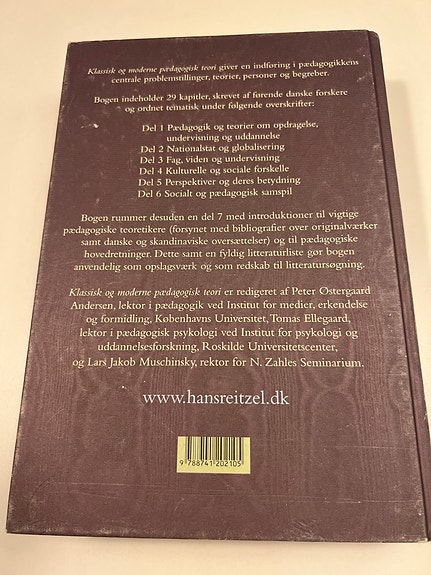 Klassisk og moderne pædagogisk teori giver en indføring i pædagogikkens
centrale problemstillinger, teorier, personer og begreber.
Bogen indeholder 29 kapitler, skrevet af førende danske forskere
og ordnet tematisk under følgende overskrifter:
Del 1 Pædagogik og teorier om opdragelse,
undervisning og uddannelse
Del 2 Nationalstat og globalisering
Del 3 Fag, viden og undervisning
Del 4 Kulturelle og sociale forskelle
Del 5 Perspektiver og deres betydning
Del 6 Socialt og pædagogisk samspil
Bogen rummer desuden en del 7 med introduktioner til vigtige
pædagogiske teoretikere (forsynet med bibliografier over originalværker
samt danske og skandinaviske oversættelser) og til pædagogiske
hovedretninger. Dette samt en fyldig litteraturliste gør bogen
anvendelig som opslagsværk og som redskab til litteratursøgning.
Klassisk og moderne pædagogisk teori er redigeret af Peter Østergaard
Andersen, lektor i pædagogik ved Institut for medier, erkendelse
og formidling, Københavns Universitet, Tomas Ellegaard,
lektor i pædagogisk psykologi ved Institut for psykologi og
uddannelsesforskning, Roskilde Universitetscenter,
og Lars Jakob Muschinsky, rektor for N. Zahles Seminarium.
www.hansreitzel.dk
9 788741 202105